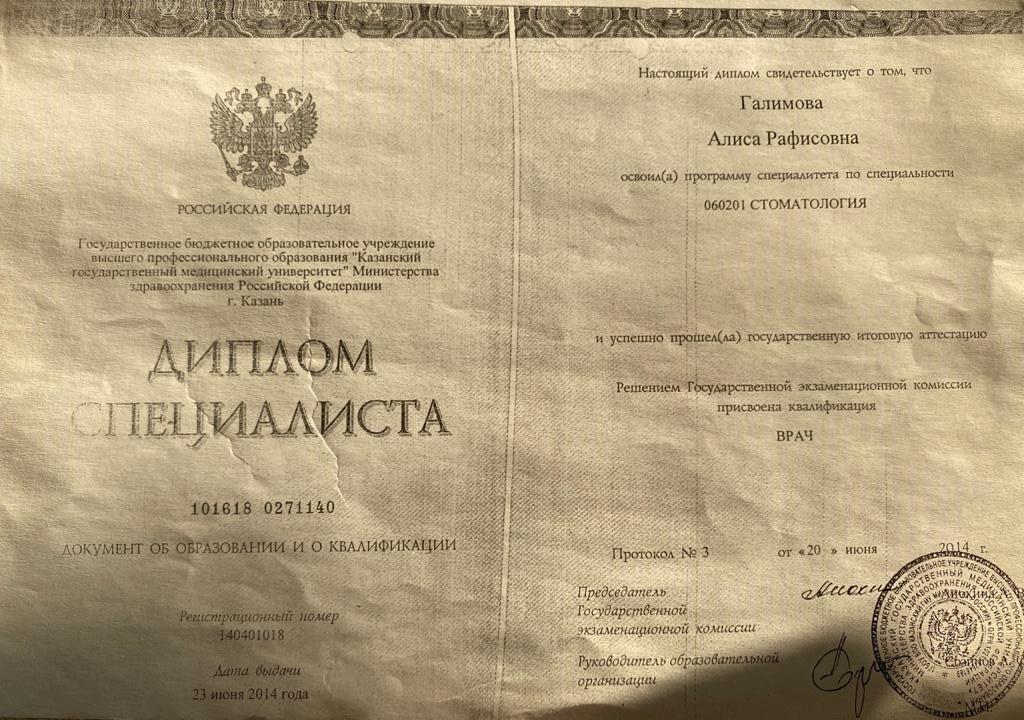 РОССИЙСКАЯ ФЕДЕРАЦИЯ
Государственное бюджетное образовательное учреждение
высшего профессионального образования "Казанский
государственный медицинский университет" Министерства
здравоохранения Российской Федерации
г. Казань
ДИПЛОМ
СПЕЦИАЛИСТА
101618 0271140
ДОКУМЕНТ ОБ ОБРАЗОВАНИИ И О КВАЛИФИКАЦИИ
Регистрационный номер
140401018
Дата выдачи
23 июня 2014 года
Настоящий диплом свидетельствует о том, что
Галимова
Алиса Рафисовна
освоил(а) программу специалитета по специальности
060201 СТОМАТОЛОГИЯ
и успешно прошел(ла) государственную итоговую аттестацию
Решением Государственной экзаменационной комиссии
присвоена квалификация
ВРАЧ
Протокол № 3 от «20 » июня 2014 г.
Председатель
Государственной
экзаменационной комиссии
Руководитель образовательной
организации